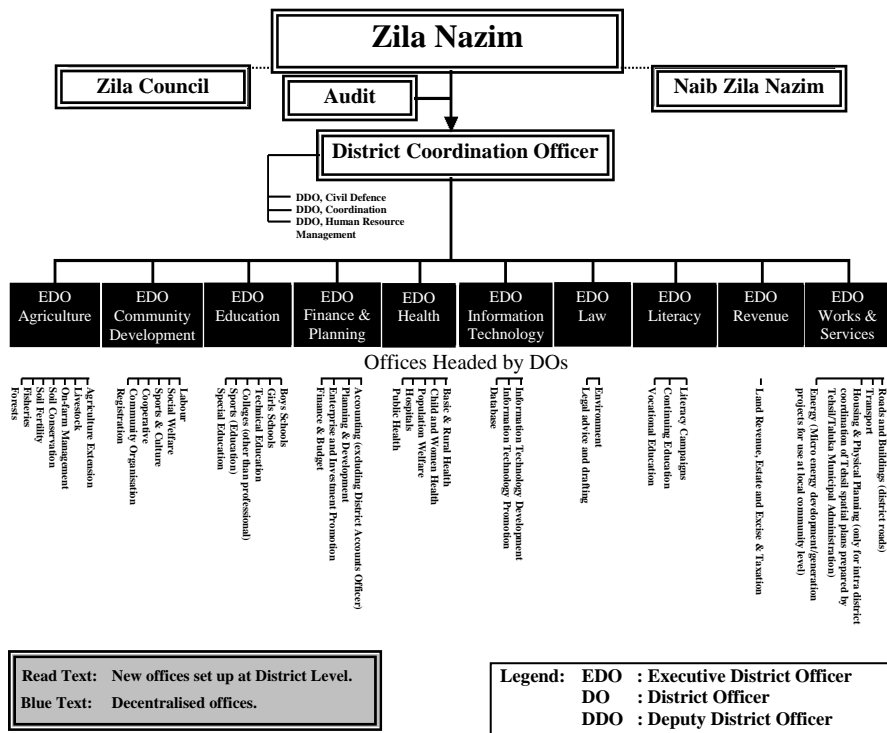 Zila Nazim
Zila Council
Audit
Naib Zila Nazim
District Coordination Officer
DDO, Civil Defence
DDO, Coordination
DDO, Human Resource
Management
EDO
Agriculture
EDO
Community
Development
EDO
Education
EDO
Finance &
Planning
EDO
Health
EDO
Information
Technology
EDO
Law
EDO
Literacy
EDO
Revenue
EDO
Works &
Services
Offices Headed by DOs
Agriculture Extension
Livestock
On-farm Management
Soil Conservation
Soil Fertility
Fisheries
Forests
Labour
Social Welfare
Sports & Culture
Cooperative
Community Organisation
Registration
Boys Schools
Girls Schools
Technical Education
Colleges (other than professional)
Sports (Education)
Special Education
Accounting (excluding District Accounts Officer)
Planning & Development
Enterprise and Investment Promotion
Finance & Budget
Basic & Rural Health
Child and Women Health
Population Welfare
Hospitals
Public Health
Information Technology Development
Information Technology Promotion
Database
Environment
Legal advice and drafting
Literacy Campaigns
Continuing Education
Vocational Education
Land Revenue, Estate and Excise & Taxation
Roads and Buildings (district roads)
Transport
Housing & Physical Planning (only for intra district
coordination of Tehsil spatial plans prepared by
Tehsil/Taluka Municipal Administration)
Energy (Micro energy development/generation
projects for use at local community level)
Read Text: New offices set up at District Level.
Blue Text: Decentralised offices.
Legend: EDO : Executive District Officer
DO : District Officer
DDO : Deputy District Officer